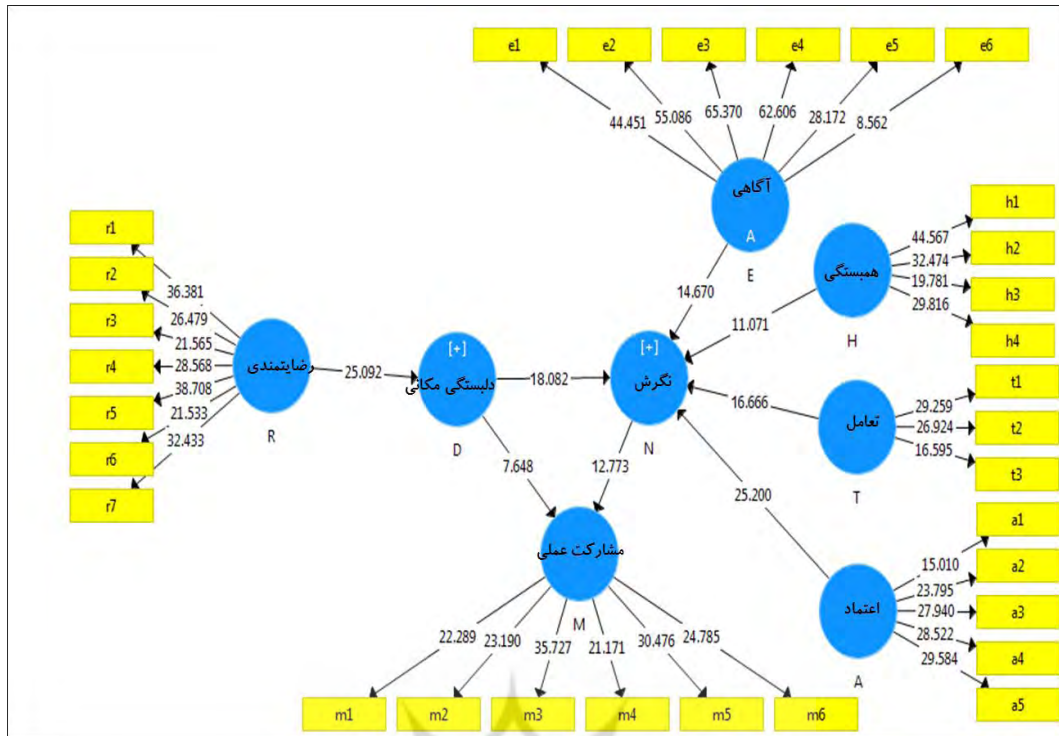 e1 e2 e3 e4 e5 e6
44.451 55.086 65.370 62.606 28.172 8.562
آگاهی
A
E
14.670
h1
h2
h3
h4
44.567
32.474
19.781
29.816
همبستگی
H
11.071
r1
r2
r3
r4
r5
r6
r7
36.381
26.479
21.565
28.568
38.708
21.533
32.433
رضایتمندی
R
25.092
[+]
دلبستگی مکانی
D
18.082
[+]
نگرش
N
16.666
t1
t2
t3
29.259
26.924
16.595
تعامل
T
7.648
12.773
25.200
مشارکت عملی
M
a1
a2
a3
a4
a5
15.010
23.795
27.940
28.522
29.584
اعتماد
A
22.289 23.190 35.727 21.171 30.476 24.785
m1 m2 m3 m4 m5 m6